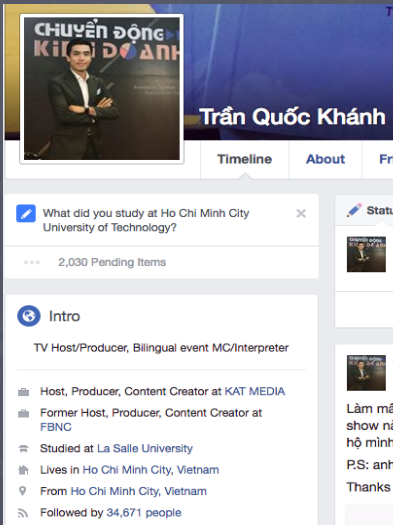 CHUYỂN ĐỘNG
KINH DOANH
Trần Quốc Khánh
Timeline
About
What did you study at Ho Chi Minh City
University of Technology?
2,030 Pending Items
Intro
TV Host/Producer, Bilingual event MC/Interpreter
Host, Producer, Content Creator at KAT MEDIA
Former Host, Producer, Content Creator at
FBNC
Studied at La Salle University
Lives in Ho Chi Minh City, Vietnam
From Ho Chi Minh City, Vietnam
Followed by 34,671 people
Statu
CHUYỂN ĐỘNG
Làm mấ
show nà
hộ mình
P.S: anh
Thanks